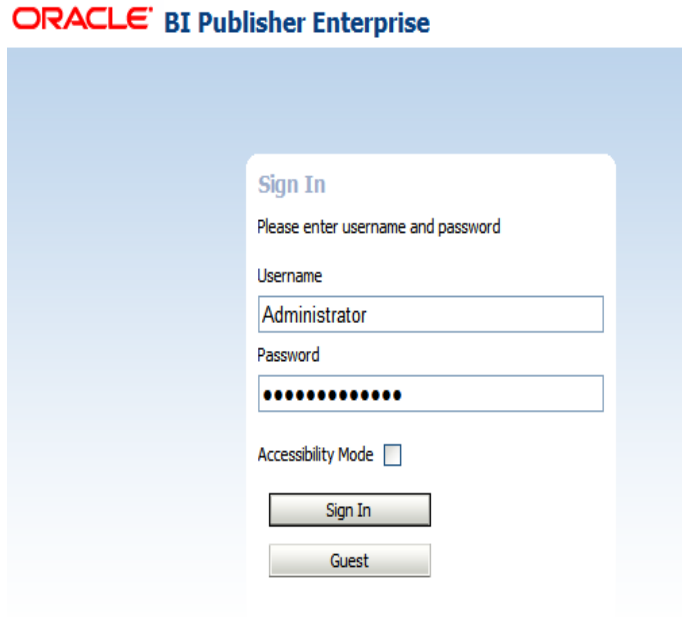 ORACLE BI Publisher Enterprise
Sign In
Please enter username and password
Username
Administrator
Password
•••••••••••••
Accessibility Mode
Sign In
Guest